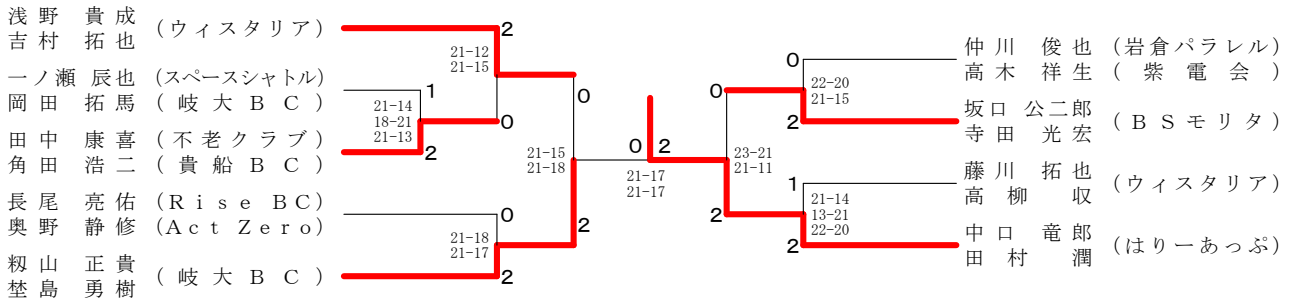 浅野 貴成
吉村 拓也
(ウィスタリア)
2
21-12
21-15
一ノ瀬 辰也 (スペースシャトル)
岡田 拓馬 (岐大BC)
1
21-14
18-21
21-13
0
田中 康喜 (不老クラブ)
角田 浩二 (貴船BC)
2
0
21-15
21-18
長尾 亮佑 (Rise BC)
奥野 静修 (Act Zero)
0
21-18
21-17
2
籾山 正貴
埜島 勇樹
(岐大BC)
2
0 2
21-17
21-17
仲川 俊也 (岩倉パラレル)
高木 祥生 (紫電会)
0
22-20
21-15
0
坂口 公二郎
寺田 光宏
(BSモリタ)
2
23-21
21-11
藤川 拓也
高柳 収
(ウィスタリア)
1
21-14
13-21
22-20
2
中口 竜郎
田村 潤
(はりーあっぷ)
2